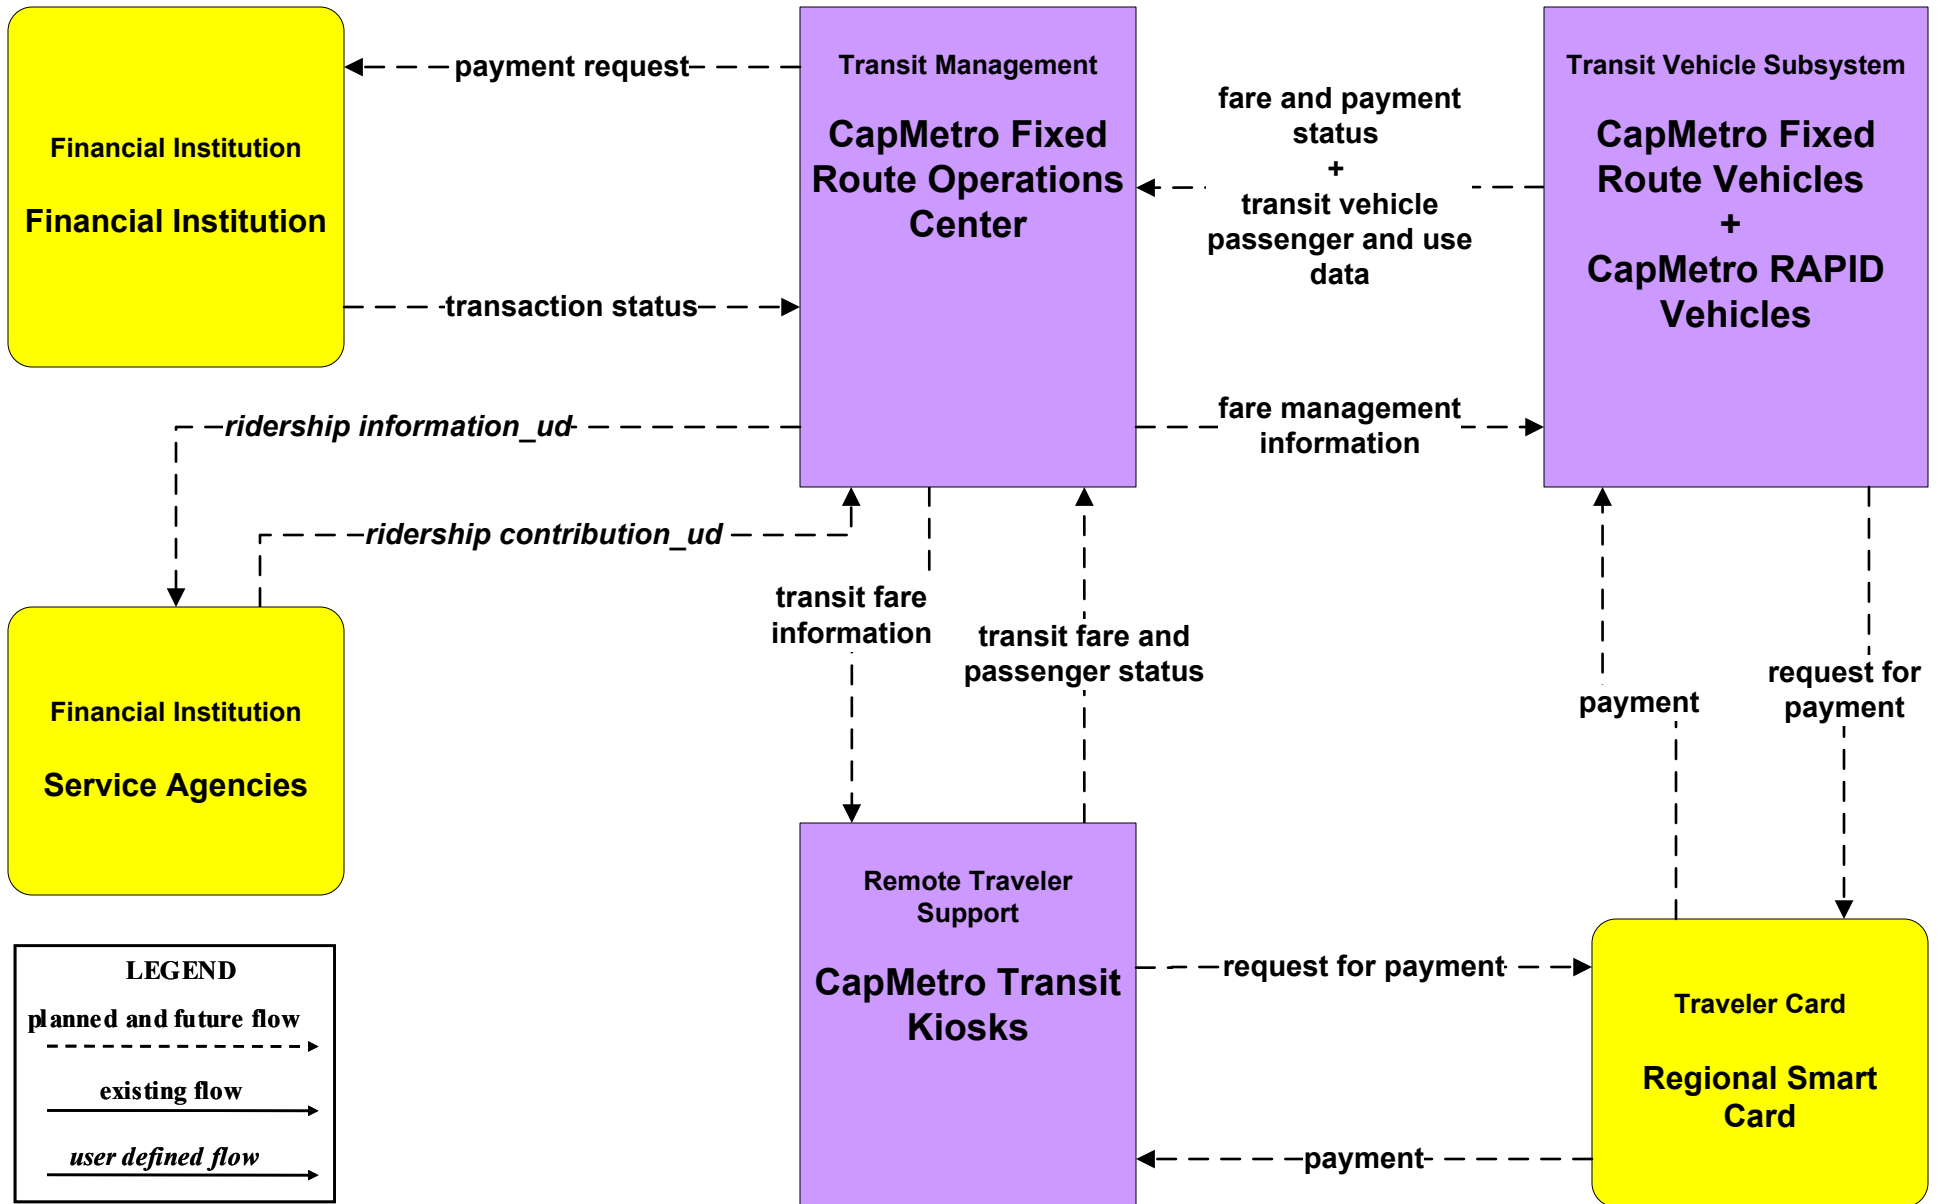 Financial Institution
Financial Institution
payment request
transaction status
Transit Management
CapMetro Fixed
Route Operations
Center
fare and payment
status
+
transit vehicle
passenger and use
data
fare management
information
Transit Vehicle Subsystem
CapMetro Fixed
Route Vehicles
+
CapMetro RAPID
Vehicles
ridership information_ud
ridership contribution_ud
Financial Institution
Service Agencies
transit fare
information
transit fare and
passenger status
payment
request for
payment
Remote Traveler
Support
CapMetro Transit
Kiosks
request for payment
payment
Traveler Card
Regional Smart
Card
LEGEND
planned and future flow
existing flow
user defined flow